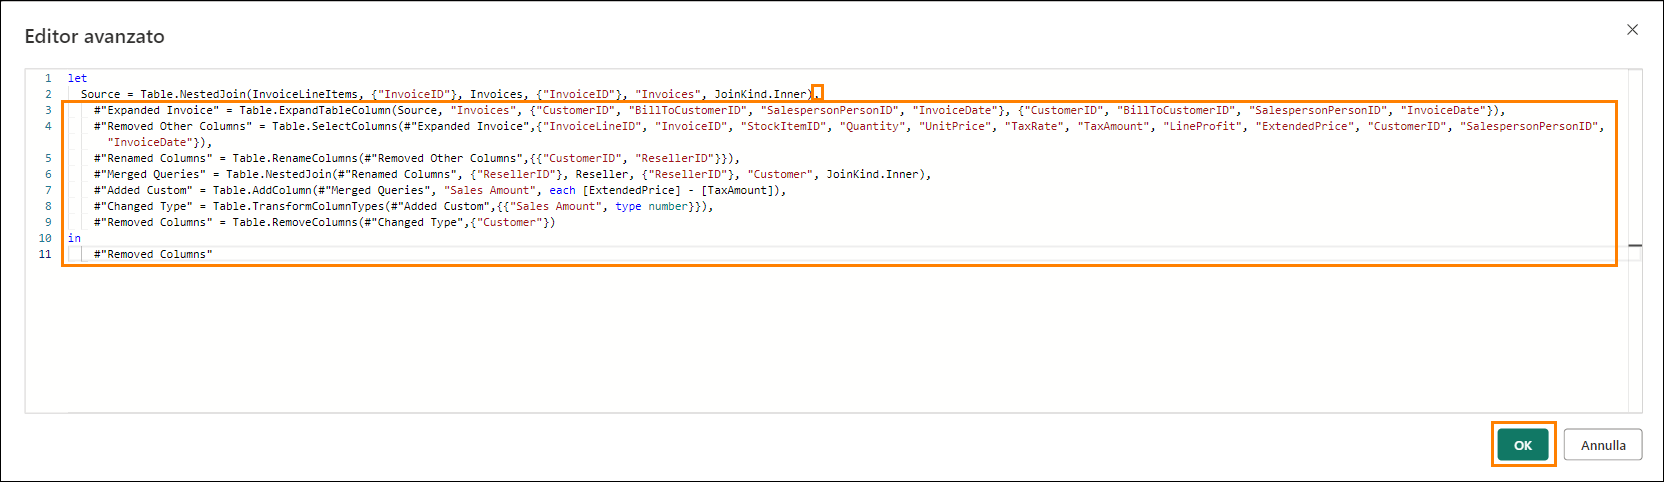 Editor avanzato
1 let
2 Source = Table.NestedJoin(InvoiceLineItems, {"InvoiceID"}, Invoices, {"InvoiceID"}, "Invoices", JoinKind.Inner),
3 #"Expanded Invoice" = Table.ExpandTableColumn(Source, "Invoices", {"CustomerID", "BillToCustomerID", "SalespersonPersonID", "InvoiceDate"}, {"CustomerID", "BillToCustomerID", "SalespersonPersonID", "InvoiceDate"}),
4 #"Removed Other Columns" = Table.SelectColumns(#"Expanded Invoice",{"InvoiceLineID", "InvoiceID", "StockItemID", "Quantity", "UnitPrice", "TaxRate", "TaxAmount", "LineProfit", "ExtendedPrice", "CustomerID", "SalespersonPersonID",
"InvoiceDate"}),
5 #"Renamed Columns" = Table.RenameColumns(#"Removed Other Columns",{{"CustomerID", "ResellerID"}}),
6 #"Merged Queries" = Table.NestedJoin(#"Renamed Columns", {"ResellerID"}, Reseller, {"ResellerID"}, "Customer", JoinKind.Inner),
7 #"Added Custom" = Table.AddColumn(#"Merged Queries", "Sales Amount", each [ExtendedPrice] - [TaxAmount]),
8 #"Changed Type" = Table.TransformColumnTypes(#"Added Custom",{{"Sales Amount", type number}}),
9 #"Removed Columns" = Table.RemoveColumns(#"Changed Type",{"Customer"})
10 in
11 #"Removed Columns"
OK Annulla